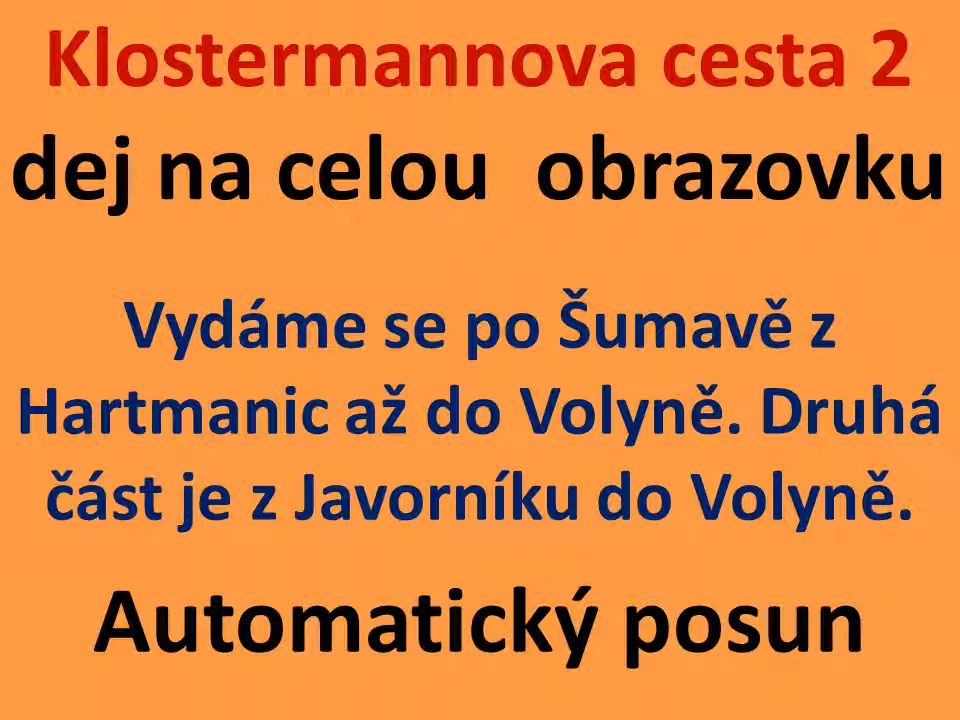 Klostermannova cesta 2
dej na celou obrazovku
Vydáme se po Šumavě z
Hartmanic až do Volyně. Druhá
část je z Javorníku do Volyně.
Automatický posun